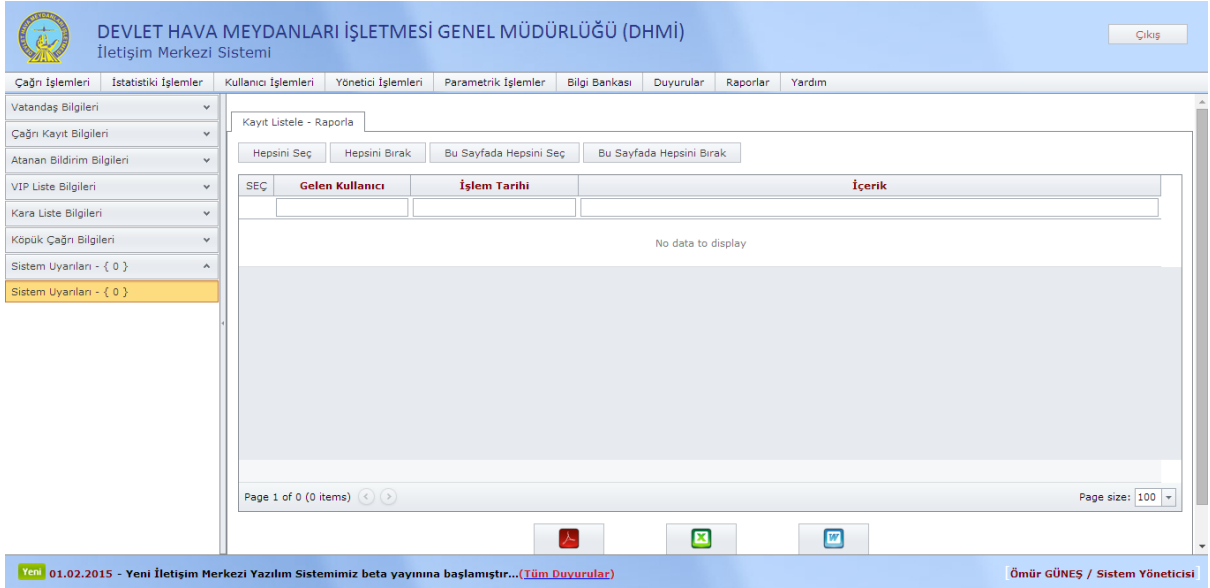 DEVLET HAVA MEYDANLARI İŞLETMESİ GENEL MÜDÜRLÜĞÜ (DHMİ)
İletişim Merkezi Sistemi
Çıkış
Çağrı İşlemleri İstatistiki İşlemler Kullanıcı İşlemleri Yönetici İşlemleri Parametrik İşlemler Bilgi Bankası Duyurular Raporlar Yardım
Vatandaş Bilgileri
Çağrı Kayıt Bilgileri
Atanan Bildirim Bilgileri
VIP Liste Bilgileri
Kara Liste Bilgileri
Köpük Çağrı Bilgileri
Sistem Uyarıları - { 0 }
Sistem Uyarıları - { 0 }
Kayıt Listele - Raporla
Hepsini Seç Hepsini Bırak Bu Sayfada Hepsini Seç Bu Sayfada Hepsini Bırak
SEÇ Gelen Kullanıcı İşlem Tarihi İçerik
No data to display
Page 1 of 0 (0 items) Page size: 100
Yeni 01.02.2015 - Yeni İletişim Merkezi Yazılım Sistemimiz beta yayınına başlamıştır...(Tüm Duyurular)
Ömür GÜNEŞ / Sistem Yöneticisi